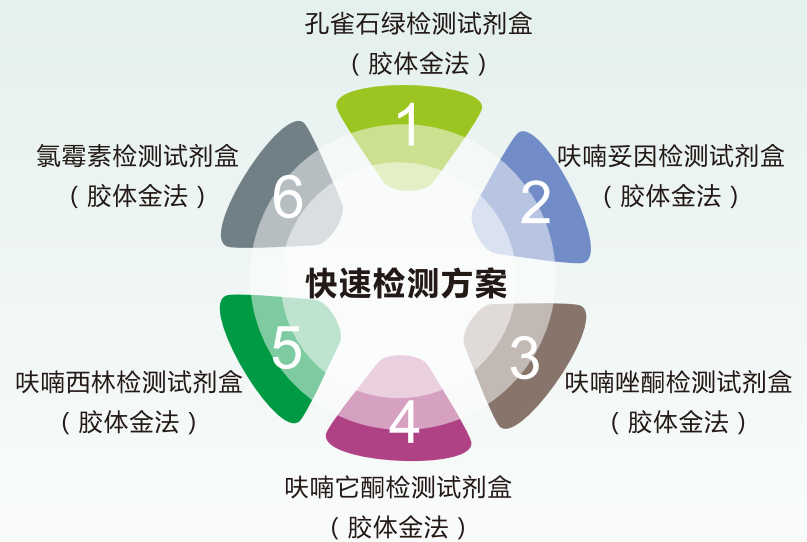 孔雀石绿检测试剂盒
（胶体金法）
1
呋喃妥因检测试剂盒
（胶体金法）
2
呋喃唑酮检测试剂盒
（胶体金法）
3
呋喃它酮检测试剂盒
（胶体金法）
4
呋喃西林检测试剂盒
（胶体金法）
5
氯霉素检测试剂盒
（胶体金法）
6
快速检测方案